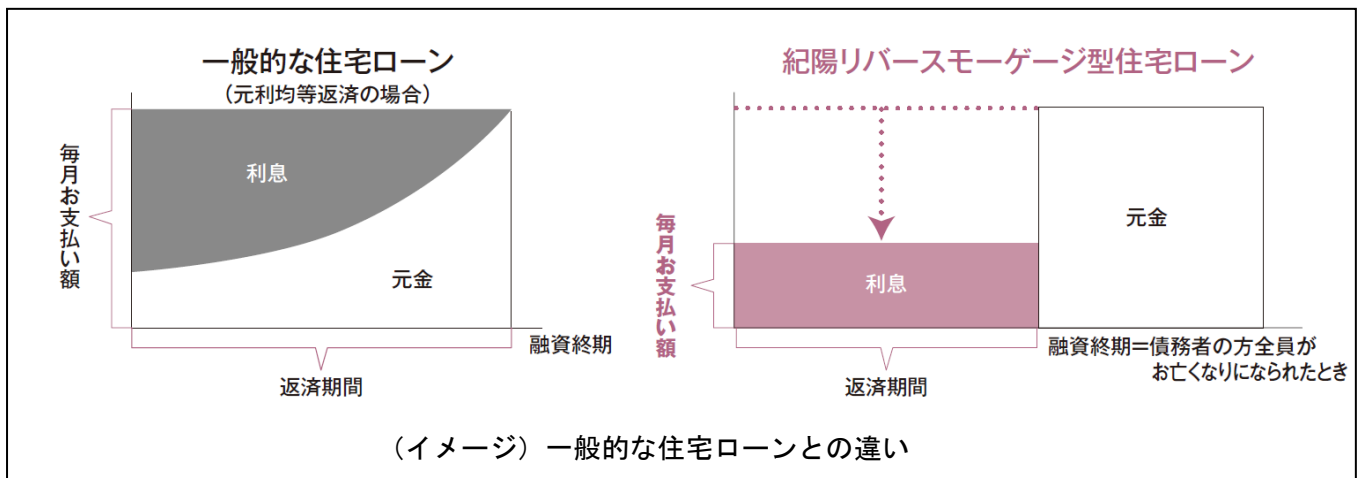 一般的な住宅ローン
（元利均等返済の場合）
毎月お支払い額
利息
元金
融資終期
返済期間
紀陽リバースモーゲージ型住宅ローン
毎月お支払い額
利息
元金
融資終期＝債務者の方全員が
お亡くなりになられたとき
返済期間
（イメージ）一般的な住宅ローンとの違い